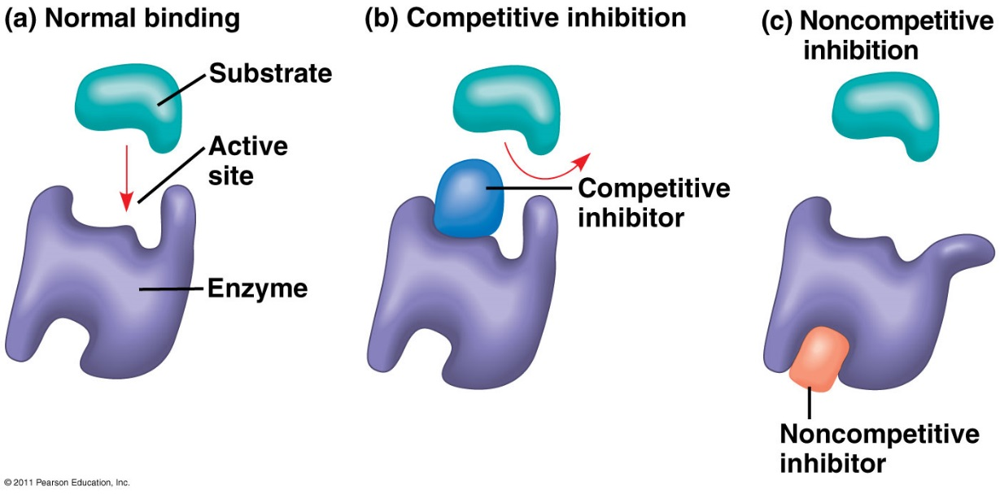 (a) Normal binding
Substrate
Active
site
Enzyme
(b) Competitive inhibition
Competitive
inhibitor
(c) Noncompetitive
inhibition
Noncompetitive
inhibitor
© 2011 Pearson Education, Inc.